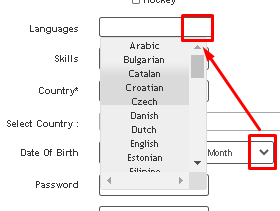 Hockey
Languages
Arabic
Bulgarian
Skills
Catalan
Croatian
Country*
Czech
Danish
Select Country :
Dutch
English
Date Of Birth
Month
Estonian
Filipino
Password